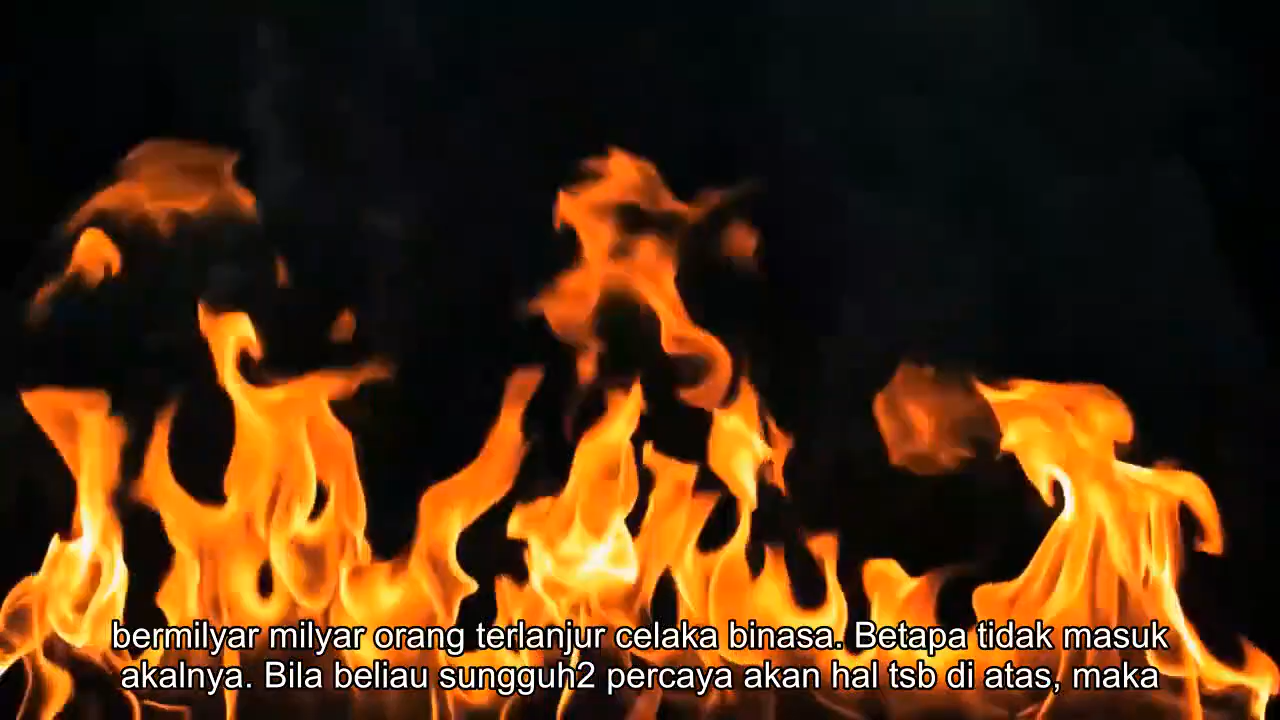 bermilyar milyar orang terlanjur celaka binasa. Betapa tidak masuk
akalnya. Bila beliau sungguh2 percaya akan hal tsb di atas, maka